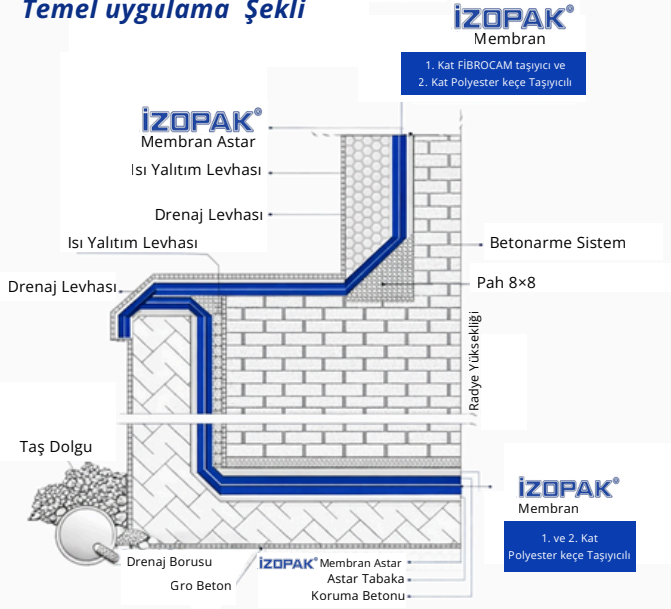 Temel uygulama Şekli
İZOPAK®
Membran
1. Kat FİBROCAM taşıyıcı ve
2. Kat Polyester keçe Taşıyıcılı
İZOPAK®
Membran Astar
Isı Yalıtım Levhası
Drenaj Levhası
Isı Yalıtım Levhası
Drenaj Levhası
Betonarme Sistem
Pah 8×8
Radye Yüksekliği
Taş Dolgu
İZOPAK®
Membran
1. ve 2. Kat
Polyester keçe Taşıyıcılı
Drenaj Borusu
Gro Beton
İZOPAK® Membran Astar
Astar Tabaka
Koruma Betonu